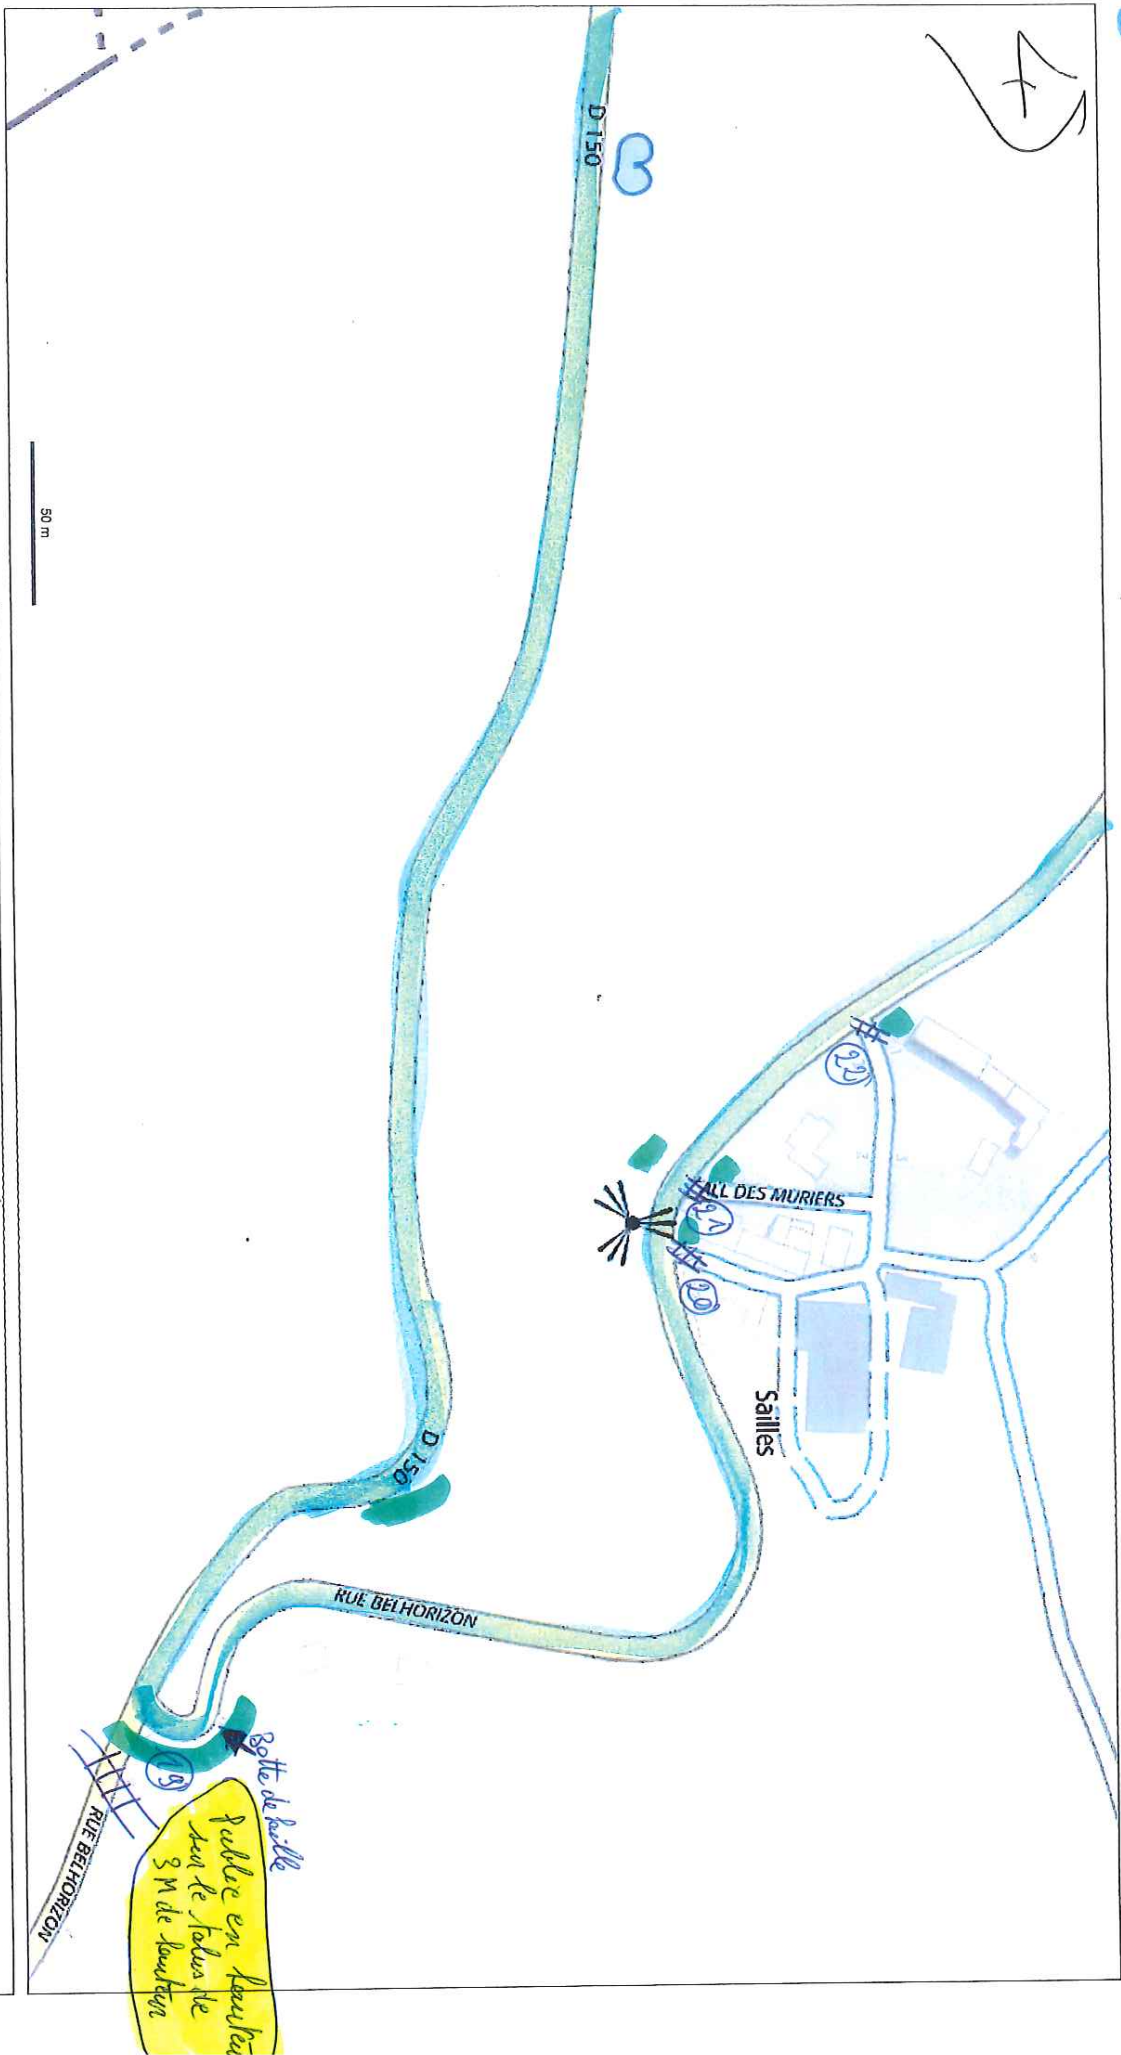 D 150
50 m
22
ALL DES MURIERS
21
20
Sailles
D 150
RUE BELHORIZON
Botte de paille
19
RUE BELHORIZON
Public en hauteur
sur le talus de
3 M de hauteur